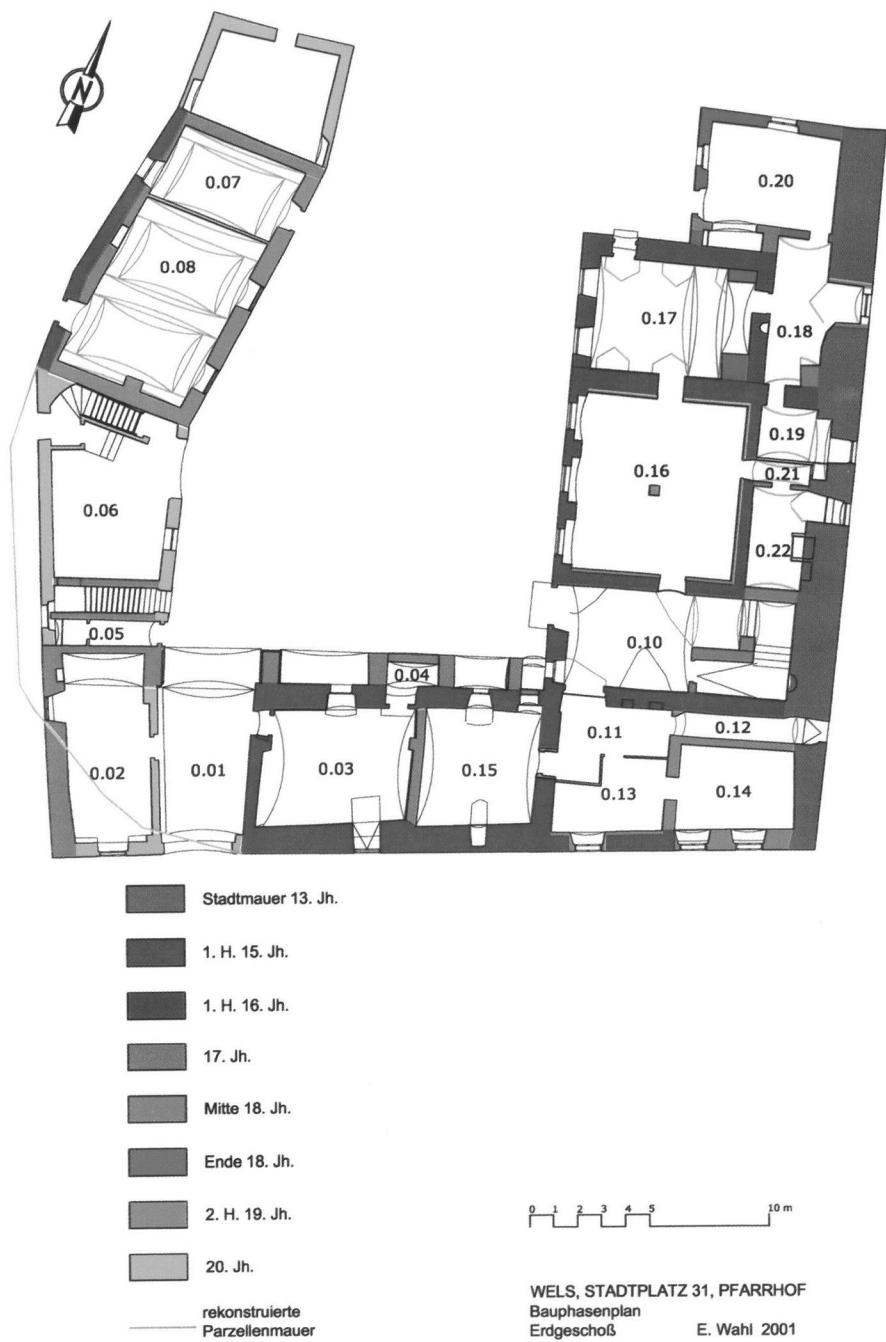 N
0.07
0.20
0.08
0.17
0.18
0.19
0.16
0.21
0.06
0.22
0.10
0.05
0.04
0.11
0.12
0.02
0.01
0.03
0.15
0.13
0.14
Stadtmauer 13. Jh.
1. H. 15. Jh.
1. H. 16. Jh.
17. Jh.
Mitte 18. Jh.
Ende 18. Jh.
2. H. 19. Jh.
20. Jh.
rekonstruierte
Parzellenmauer
0 1 2 3 4 5 10 m
WELS, STADTPLATZ 31, PFARRHOF
Bauphasenplan
Erdgeschoß E. Wahl 2001